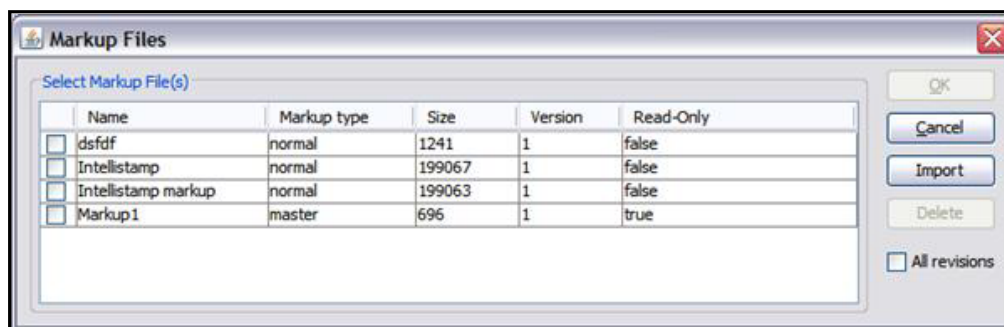 Markup Files
Select Markup File(s)
Name Markup type Size Version Read-Only
dsfdf normal 1241 1 false
Intellistamp normal 199067 1 false
Intellistamp markup normal 199063 1 false
Markup1 master 696 1 true
OK
Cancel
Import
Delete
All revisions